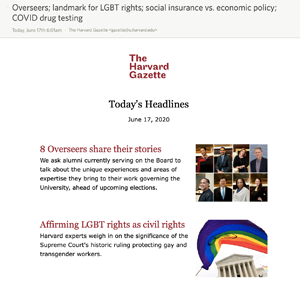 Overseers; landmark for LGBT rights; social insurance vs. economic policy;
COVID drug testing
Today, June 17th 6:01am · The Harvard Gazette
The
Harvard
Gazette
Today's Headlines
June 17, 2020
8 Overseers share their stories
We ask alumni currently serving on the Board to
talk about the unique experiences and areas of
expertise they bring to their work governing the
University, ahead of upcoming elections.
Affirming LGBT rights as civil rights
Harvard experts weigh in on the significance of the
Supreme Court's historic ruling protecting gay and
transgender workers.